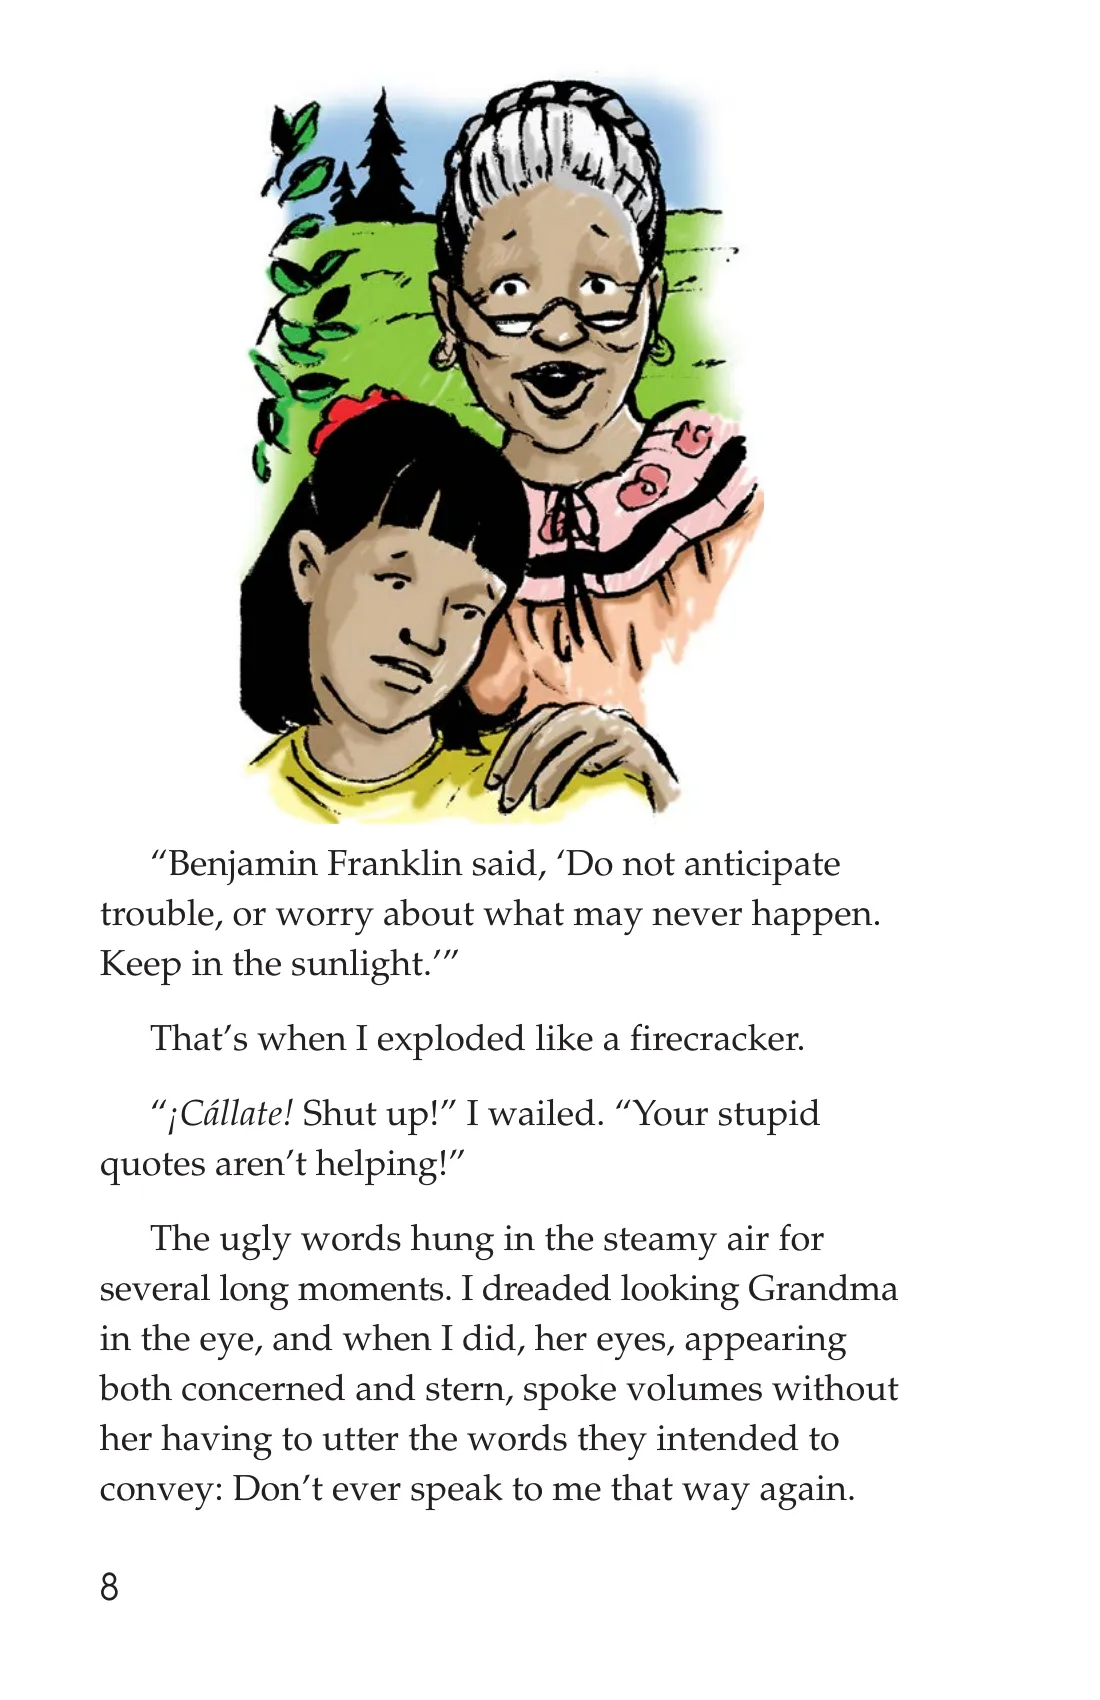 “Benjamin Franklin said, ‘Do not anticipate
trouble, or worry about what may never happen.
Keep in the sunlight.’”
That’s when I exploded like a firecracker.
“¡Cállate! Shut up!” I wailed. “Your stupid
quotes aren’t helping!”
The ugly words hung in the steamy air for
several long moments. I dreaded looking Grandma
in the eye, and when I did, her eyes, appearing
both concerned and stern, spoke volumes without
her having to utter the words they intended to
convey: Don’t ever speak to me that way again.
8